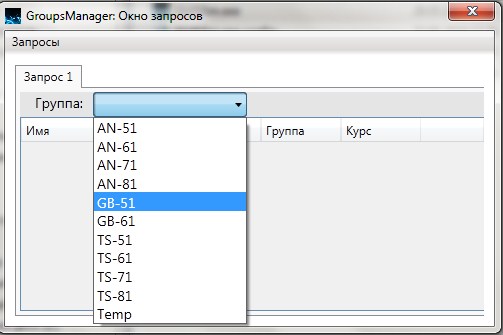 GroupsManager: Окно запросов
Запросы
Запрос 1
Группа:
Имя Группа Курс
AN-51
AN-61
AN-71
AN-81
GB-51
GB-61
TS-51
TS-61
TS-71
TS-81
Temp